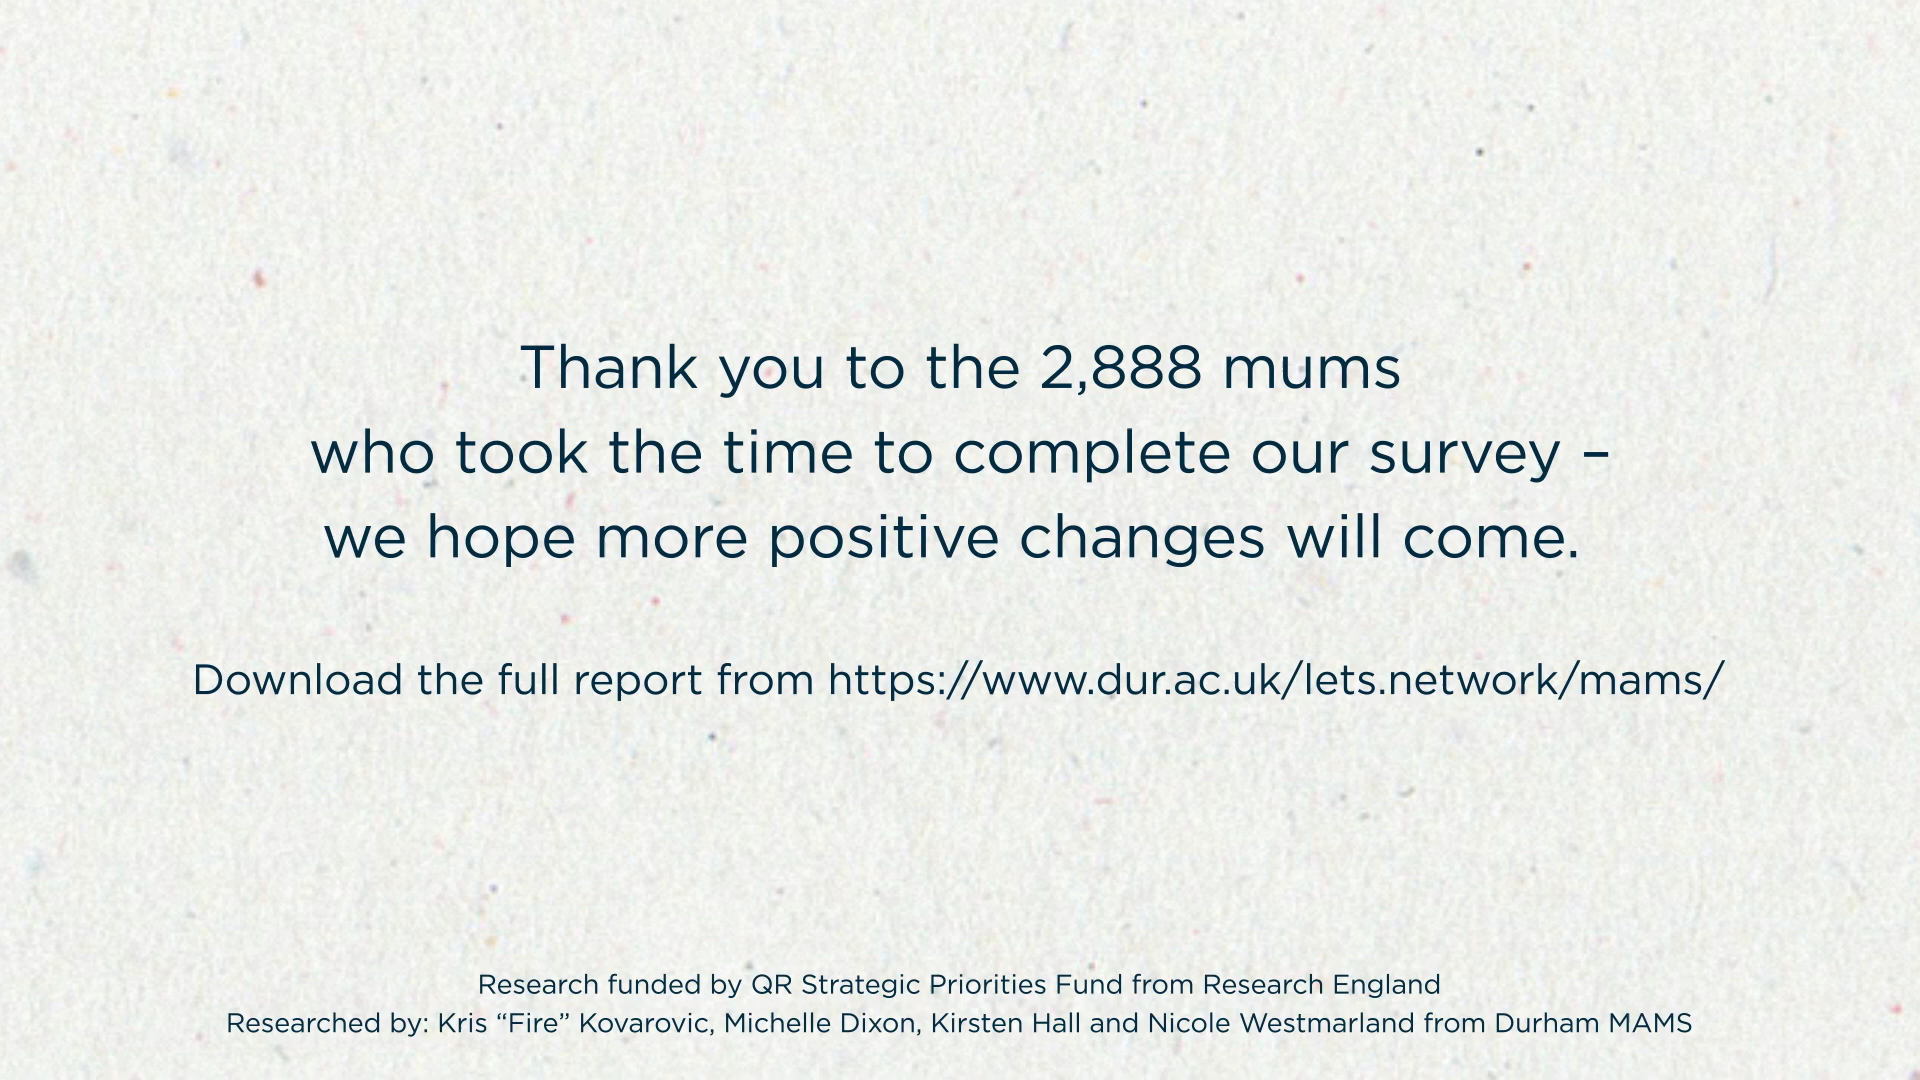 Thank you to the 2,888 mums
who took the time to complete our survey –
we hope more positive changes will come.
Download the full report from https://www.dur.ac.uk/lets.network/mams/
Research funded by QR Strategic Priorities Fund from Research England
Researched by: Kris “Fire” Kovarovic, Michelle Dixon, Kirsten Hall and Nicole Westmarland from Durham MAMS